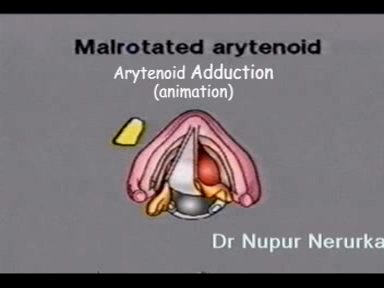 Malrotated arytenoid
Arytenoid Adduction
(animation)
Dr Nupur Nerurka